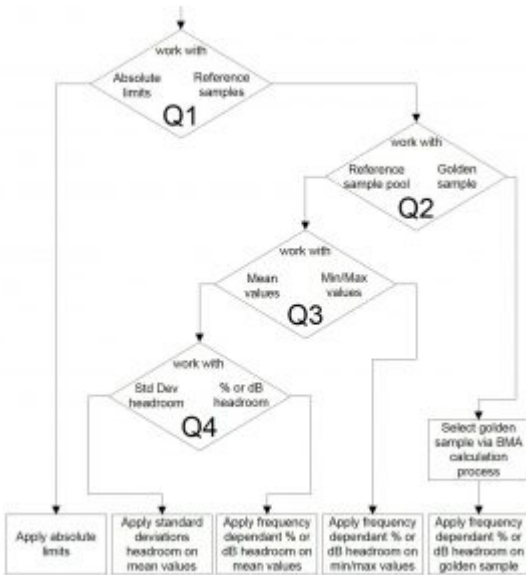 work with
Absolute limits
Reference samples
Q1
work with
Reference sample pool
Golden sample
Q2
work with
Mean values
Min/Max values
Q3
work with
Std Dev headroom
% or dB headroom
Q4
Select golden
sample via BMA
calculation
process
Apply absolute
limits
Apply standard
deviations
headroom on
mean values
Apply frequency
dependant % or
dB headroom on
mean values
Apply frequency
dependant % or
dB headroom on
min/max values
Apply frequency
dependant % or
dB headroom on
golden sample